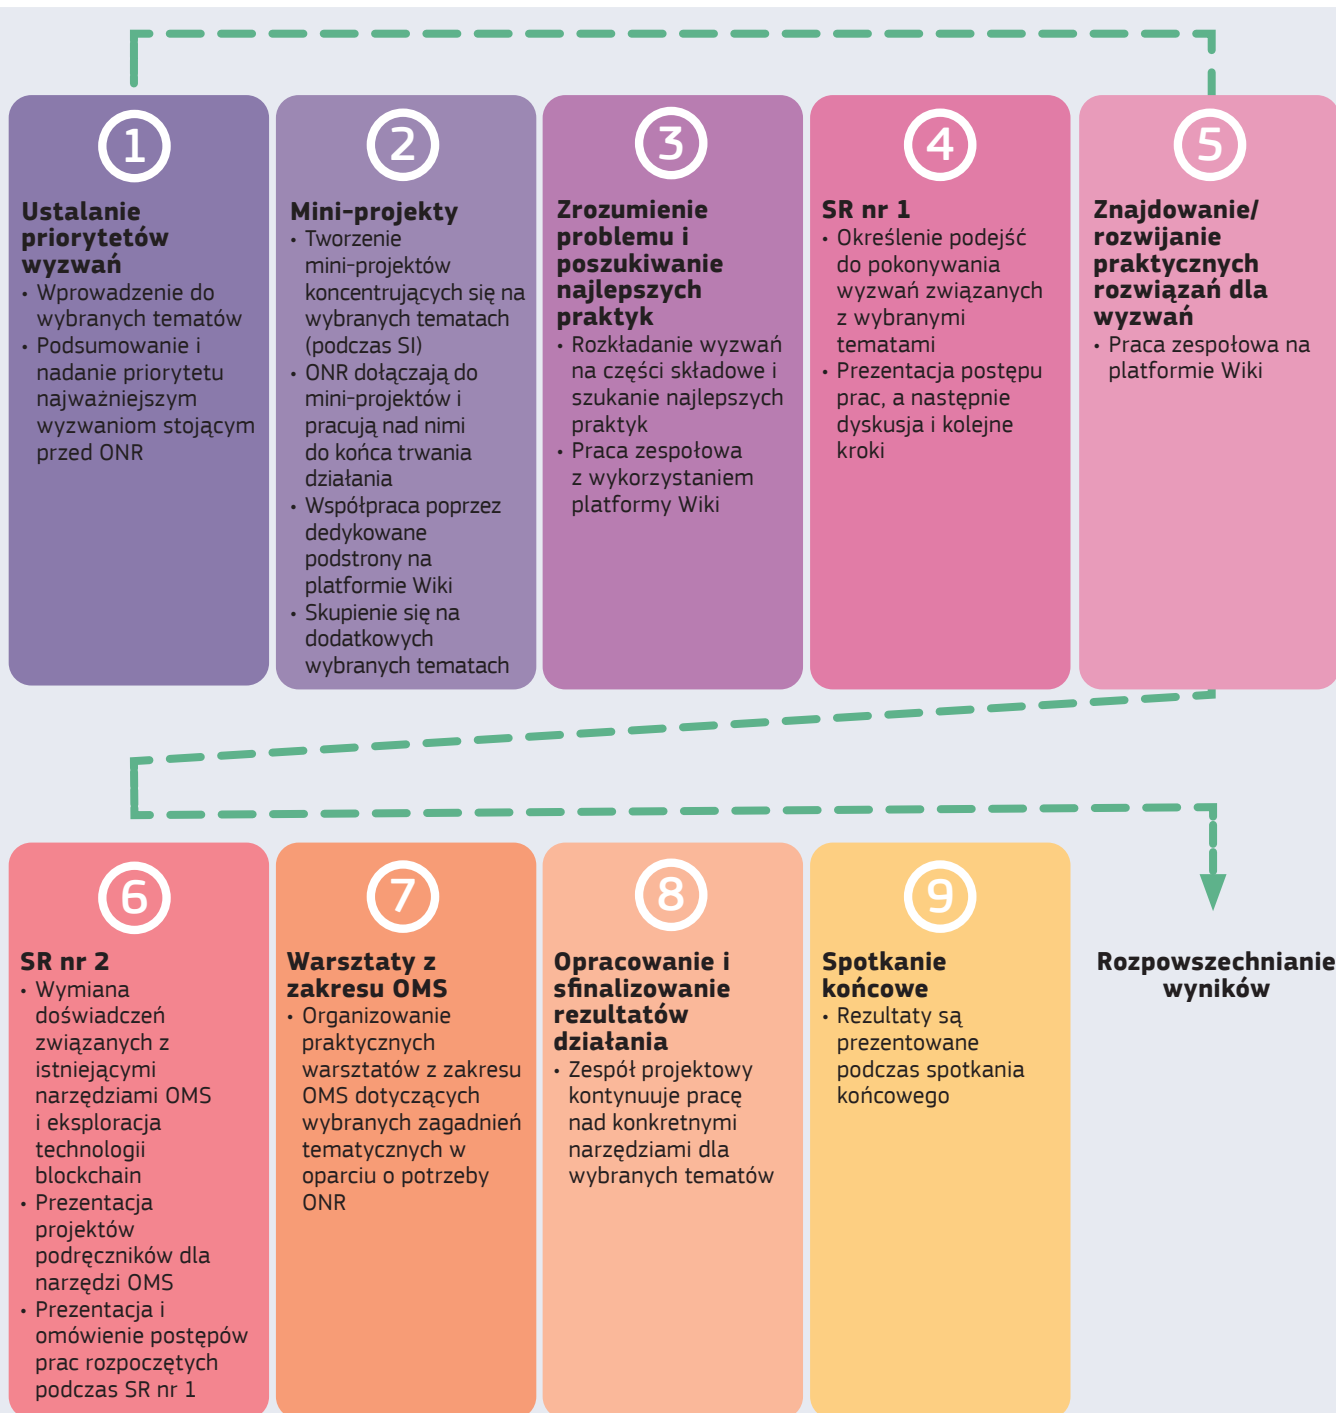 1
Ustalanie
priorytetów
wyzwań
• Wprowadzenie do
wybranych tematów
• Podsumowanie i
nadanie priorytetu
najważniejszym
wyzwaniom stojącym
przed ONR
2
Mini-projekty
• Tworzenie
mini-projektów
koncentrujących się na
wybranych tematach
(podczas SI)
• ONR dołączają do
mini-projektów i
pracują nad nimi
do końca trwania
działania
• Współpraca poprzez
dedykowane
podstrony na
platformie Wiki
• Skupienie się na
dodatkowych
wybranych tematach
3
Zrozumienie
problemu i
poszukiwanie
najlepszych
praktyk
• Rozkładanie wyzwań
na części składowe i
szukanie najlepszych
praktyk
• Praca zespołowa
z wykorzystaniem
platformy Wiki
4
SR nr 1
• Określenie podejść
do pokonywania
wyzwań związanych
z wybranymi
tematami
• Prezentacja postępu
prac, a następnie
dyskusja i kolejne
kroki
5
Znajdowanie/
rozwijanie
praktycznych
rozwiązań dla
wyzwań
• Praca zespołowa na
platformie Wiki
6
SR nr 2
• Wymiana
doświadczeń
związanych z
istniejącymi
narzędziami OMS
i eksploracja
technologii
blockchain
• Prezentacja
projektów
podręczników dla
narzędzi OMS
• Prezentacja i
omówienie postępów
prac rozpoczętych
podczas SR nr 1
7
Warsztaty z
zakresu OMS
• Organizowanie
praktycznych
warsztatów z zakresu
OMS dotyczących
wybranych zagadnień
tematycznych w
oparciu o potrzeby
ONR
8
Opracowanie i
sfinalizowanie
rezultatów
działania
• Zespół projektowy
kontynuuje pracę
nad konkretnymi
narzędziami dla
wybranych tematów
9
Spotkanie
końcowe
• Rezultaty są
prezentowane
podczas spotkania
końcowego
Rozpowszechnianie
wyników